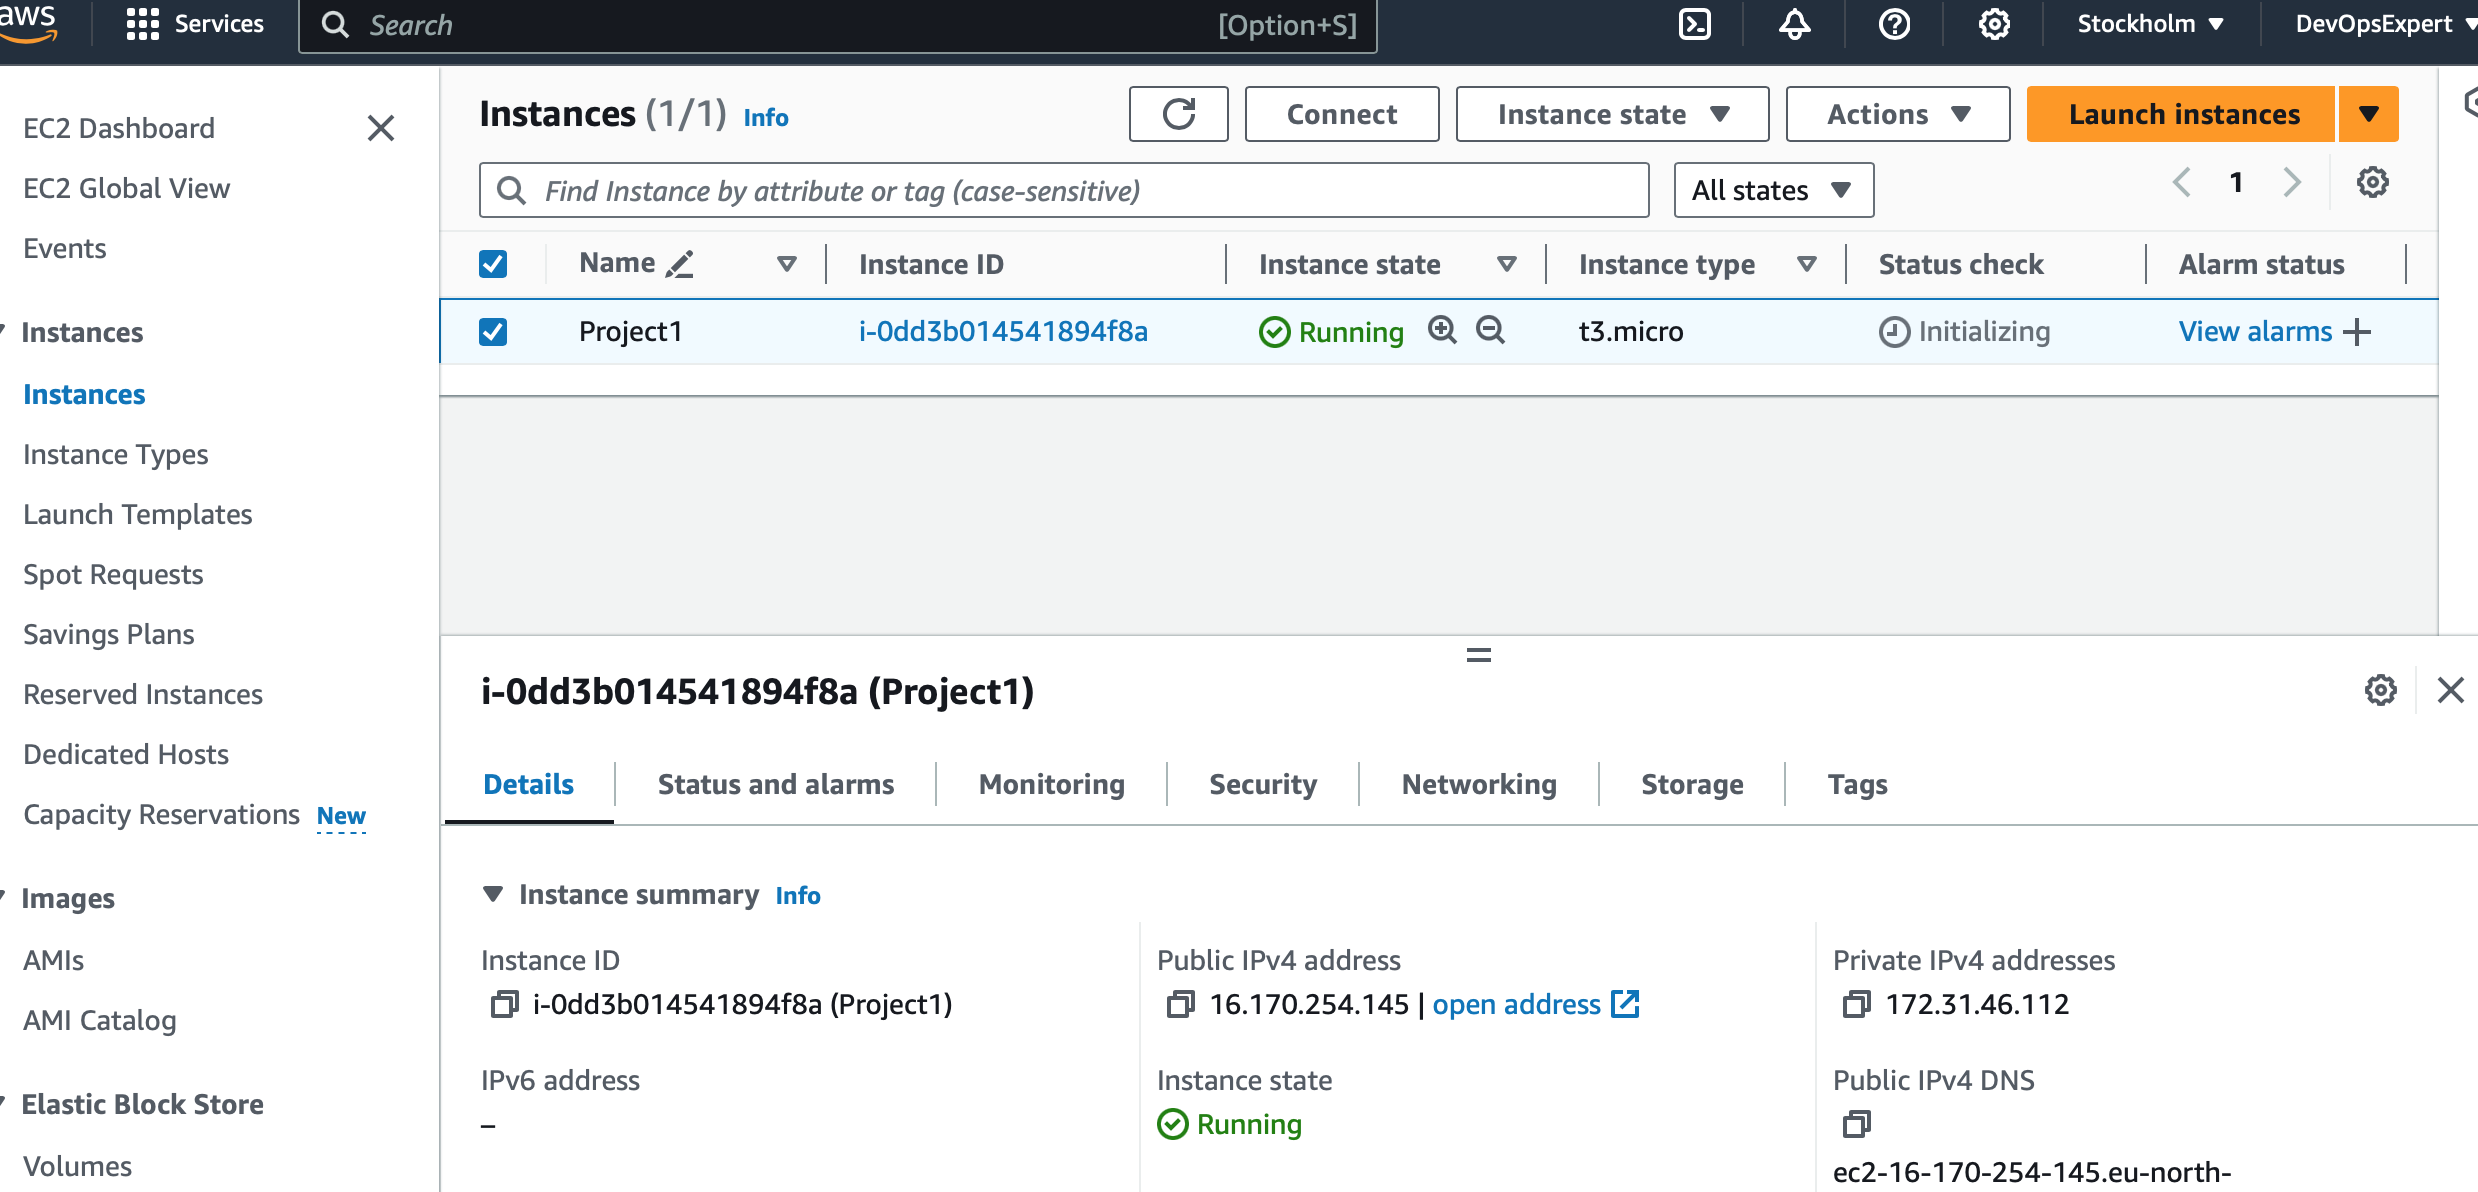 aws
Services
Search [Option+S]
Stockholm
DevOpsExpert
EC2 Dashboard
EC2 Global View
Events
Instances
Instances
Instance Types
Launch Templates
Spot Requests
Savings Plans
Reserved Instances
Dedicated Hosts
Capacity Reservations New
Images
AMIs
AMI Catalog
Elastic Block Store
Volumes
Instances (1/1) Info
Connect
Instance state
Actions
Launch instances
Find Instance by attribute or tag (case-sensitive)
All states
1
Name Instance ID Instance state Instance type Status check Alarm status
Project1 i-0dd3b014541894f8a Running t3.micro Initializing View alarms
i-0dd3b014541894f8a (Project1)
Details Status and alarms Monitoring Security Networking Storage Tags
Instance summary Info
Instance ID
i-0dd3b014541894f8a (Project1)
IPv6 address
–
Public IPv4 address
16.170.254.145 | open address
Instance state
Running
Private IPv4 addresses
172.31.46.112
Public IPv4 DNS
ec2-16-170-254-145.eu-north-